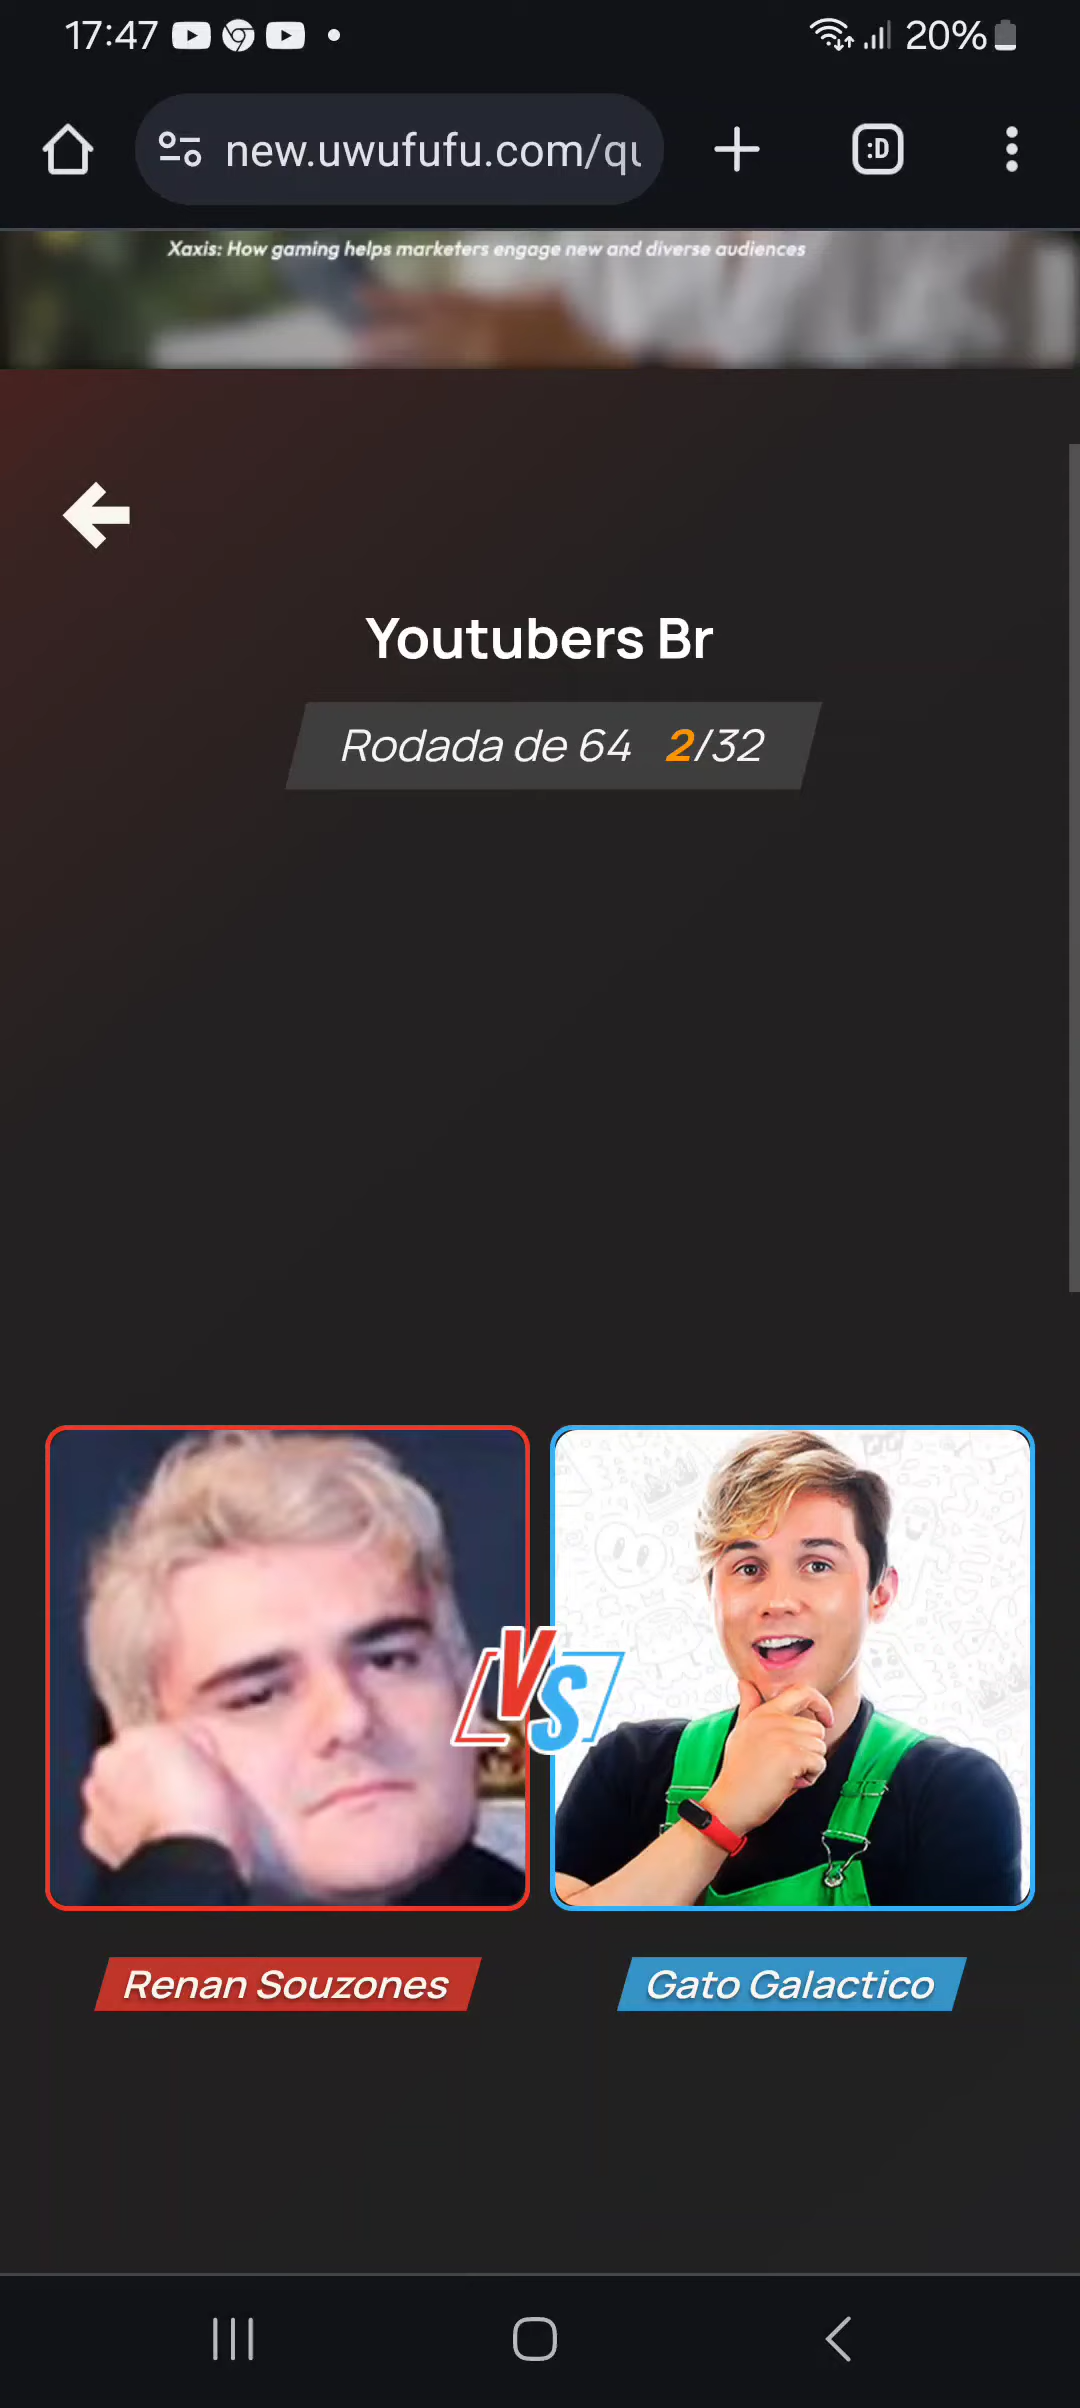 17:47
20%
new.uwufufu.com/qu
Xaxis: How gaming helps marketers engage new and diverse audiences
Youtubers Br
Rodada de 64 2/32
VS
Renan Souzones
Gato Galactico
:D